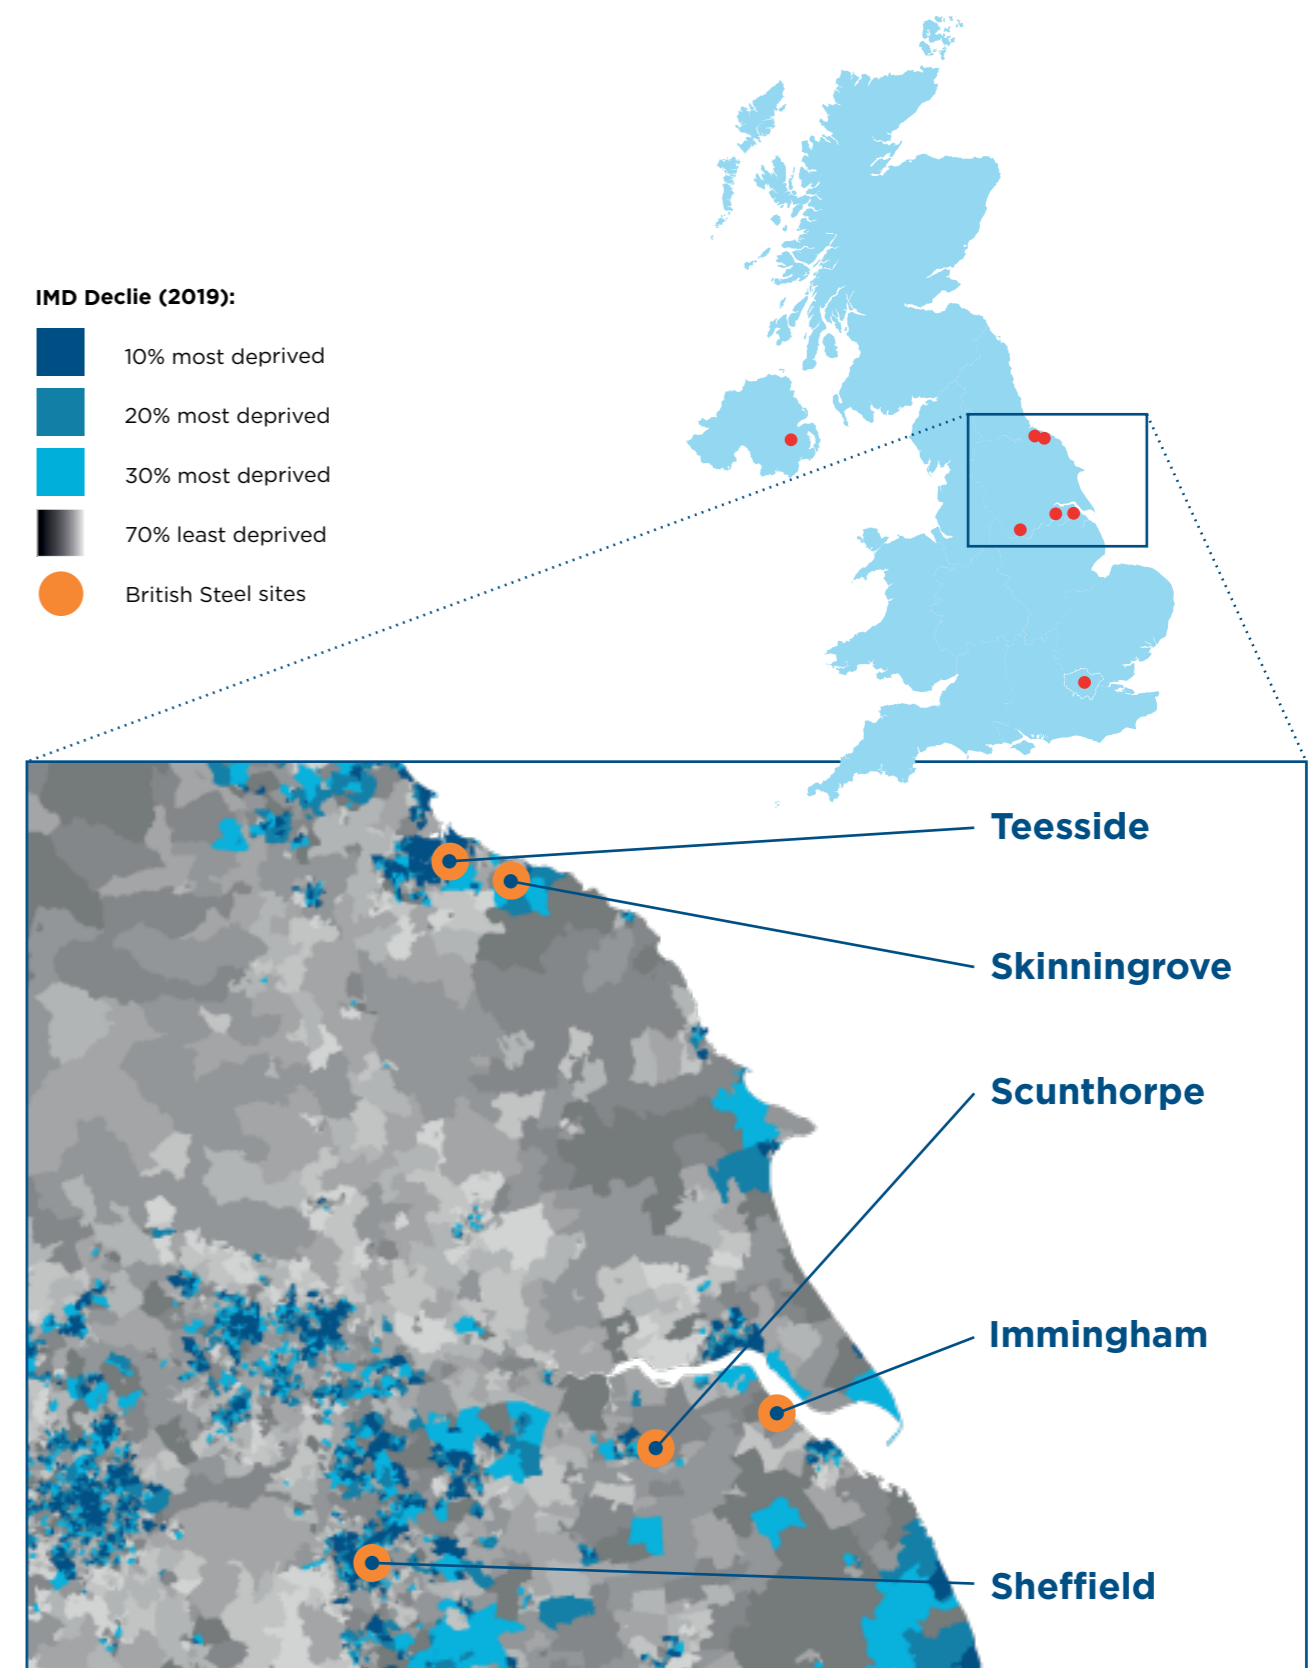 IMD Declie (2019):
10% most deprived
20% most deprived
30% most deprived
70% least deprived
British Steel sites
Teesside
Skinningrove
Scunthorpe
Immingham
Sheffield